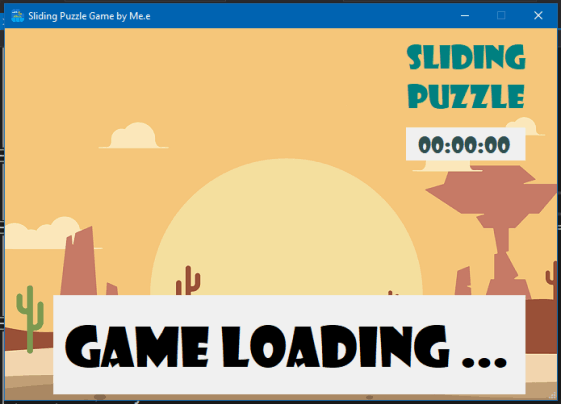 Sliding Puzzle Game by Me.e
SLIDING
PUZZLE
00:00:00
GAME LOADING ...